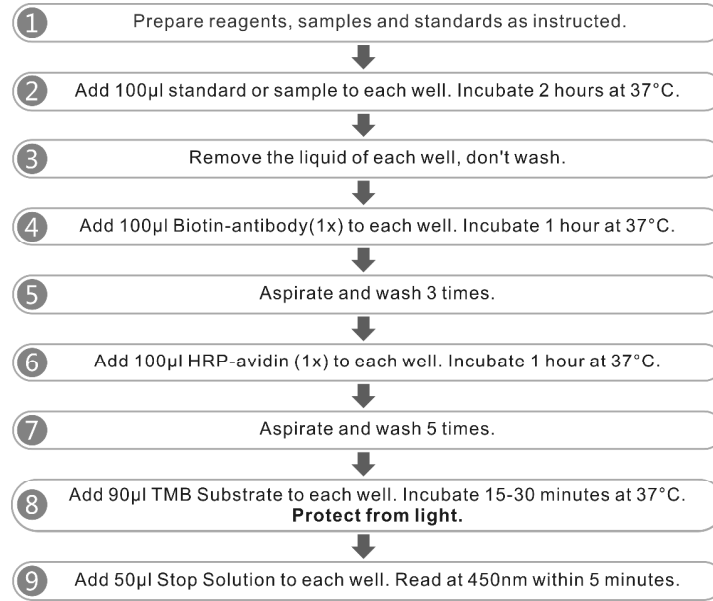 1 Prepare reagents, samples and standards as instructed.
2 Add 100µl standard or sample to each well. Incubate 2 hours at 37°C.
3 Remove the liquid of each well, don't wash.
4 Add 100µl Biotin-antibody(1x) to each well. Incubate 1 hour at 37°C.
5 Aspirate and wash 3 times.
6 Add 100µl HRP-avidin (1x) to each well. Incubate 1 hour at 37°C.
7 Aspirate and wash 5 times.
8 Add 90µl TMB Substrate to each well. Incubate 15-30 minutes at 37°C.
Protect from light.
9 Add 50µl Stop Solution to each well. Read at 450nm within 5 minutes.